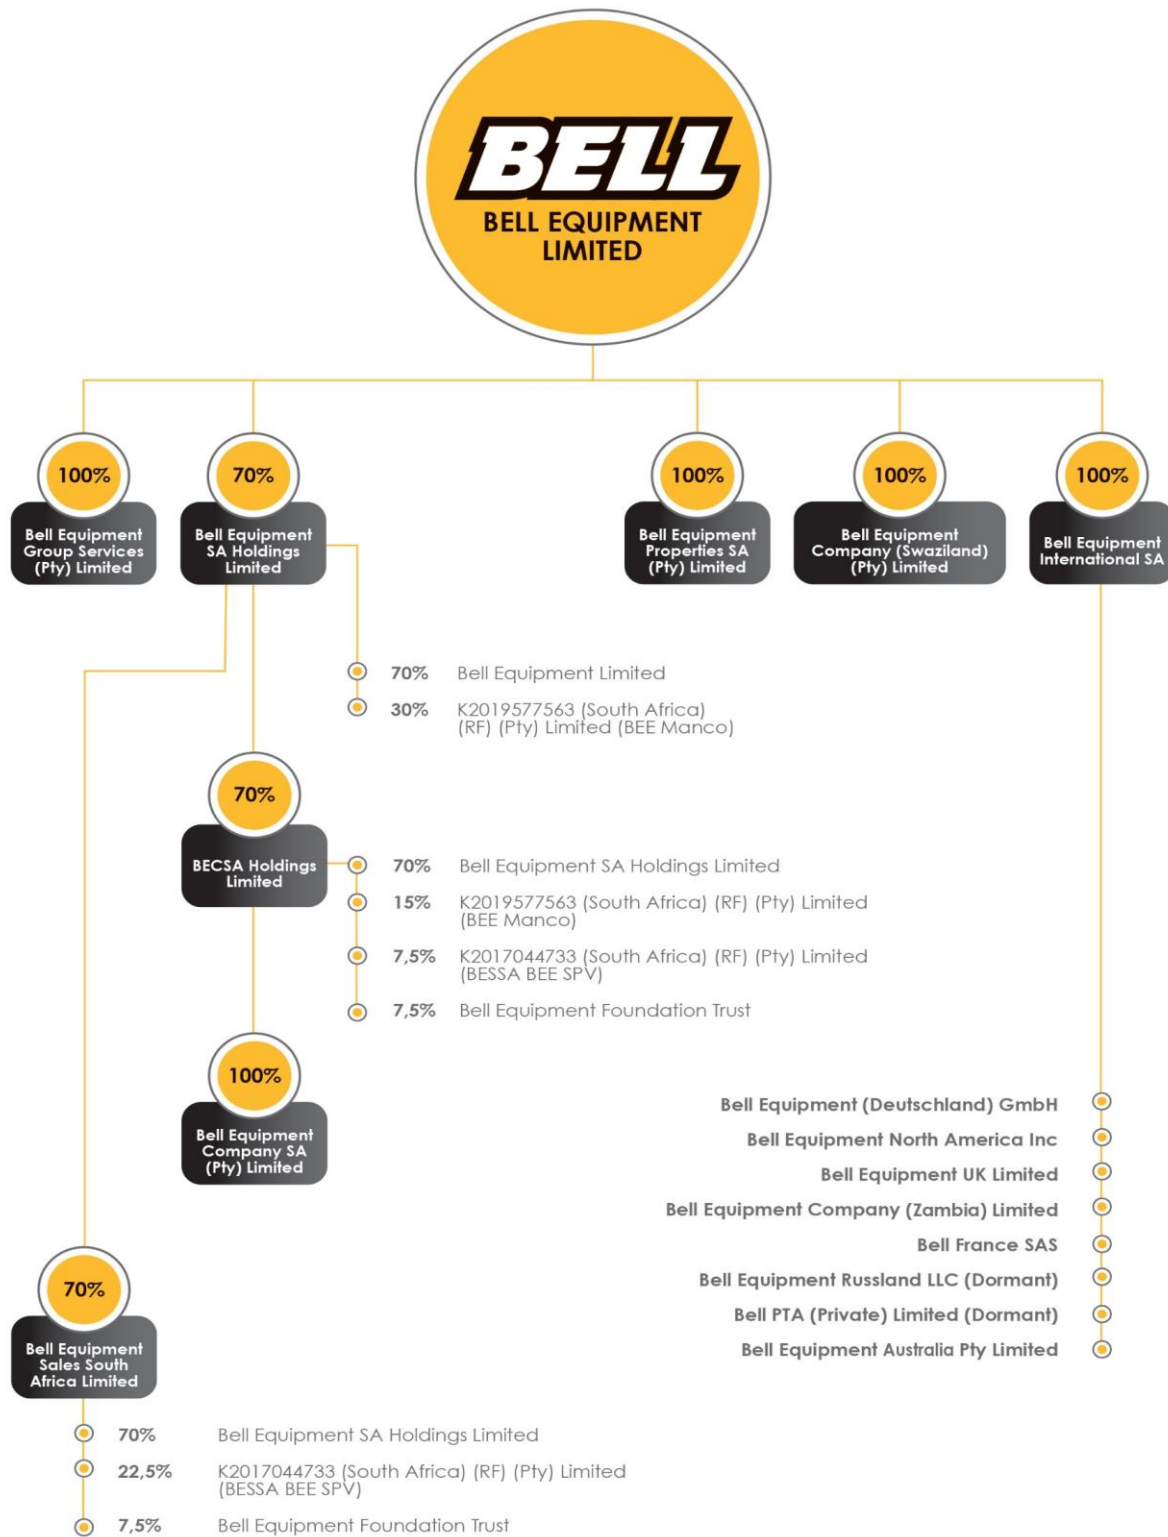 BELL
BELL EQUIPMENT
LIMITED
100%
Bell Equipment
Group Services
(Pty) Limited
70%
Bell Equipment
SA Holdings
Limited
100%
Bell Equipment
Properties SA
(Pty) Limited
100%
Bell Equipment
Company (Swaziland)
(Pty) Limited
100%
Bell Equipment
International SA
70% Bell Equipment Limited
30% K2019577563 (South Africa)
(RF) (Pty) Limited (BEE Manco)
70%
BECSA Holdings
Limited
70% Bell Equipment SA Holdings Limited
15% K2019577563 (South Africa) (RF) (Pty) Limited
(BEE Manco)
7,5% K2017044733 (South Africa) (RF) (Pty) Limited
(BESSA BEE SPV)
7,5% Bell Equipment Foundation Trust
100%
Bell Equipment
Company SA
(Pty) Limited
Bell Equipment (Deutschland) GmbH
Bell Equipment North America Inc
Bell Equipment UK Limited
Bell Equipment Company (Zambia) Limited
Bell France SAS
Bell Equipment Russland LLC (Dormant)
Bell PTA (Private) Limited (Dormant)
Bell Equipment Australia Pty Limited
70%
Bell Equipment
Sales South
Africa Limited
70% Bell Equipment SA Holdings Limited
22,5% K2017044733 (South Africa) (RF) (Pty) Limited
(BESSA BEE SPV)
7,5% Bell Equipment Foundation Trust